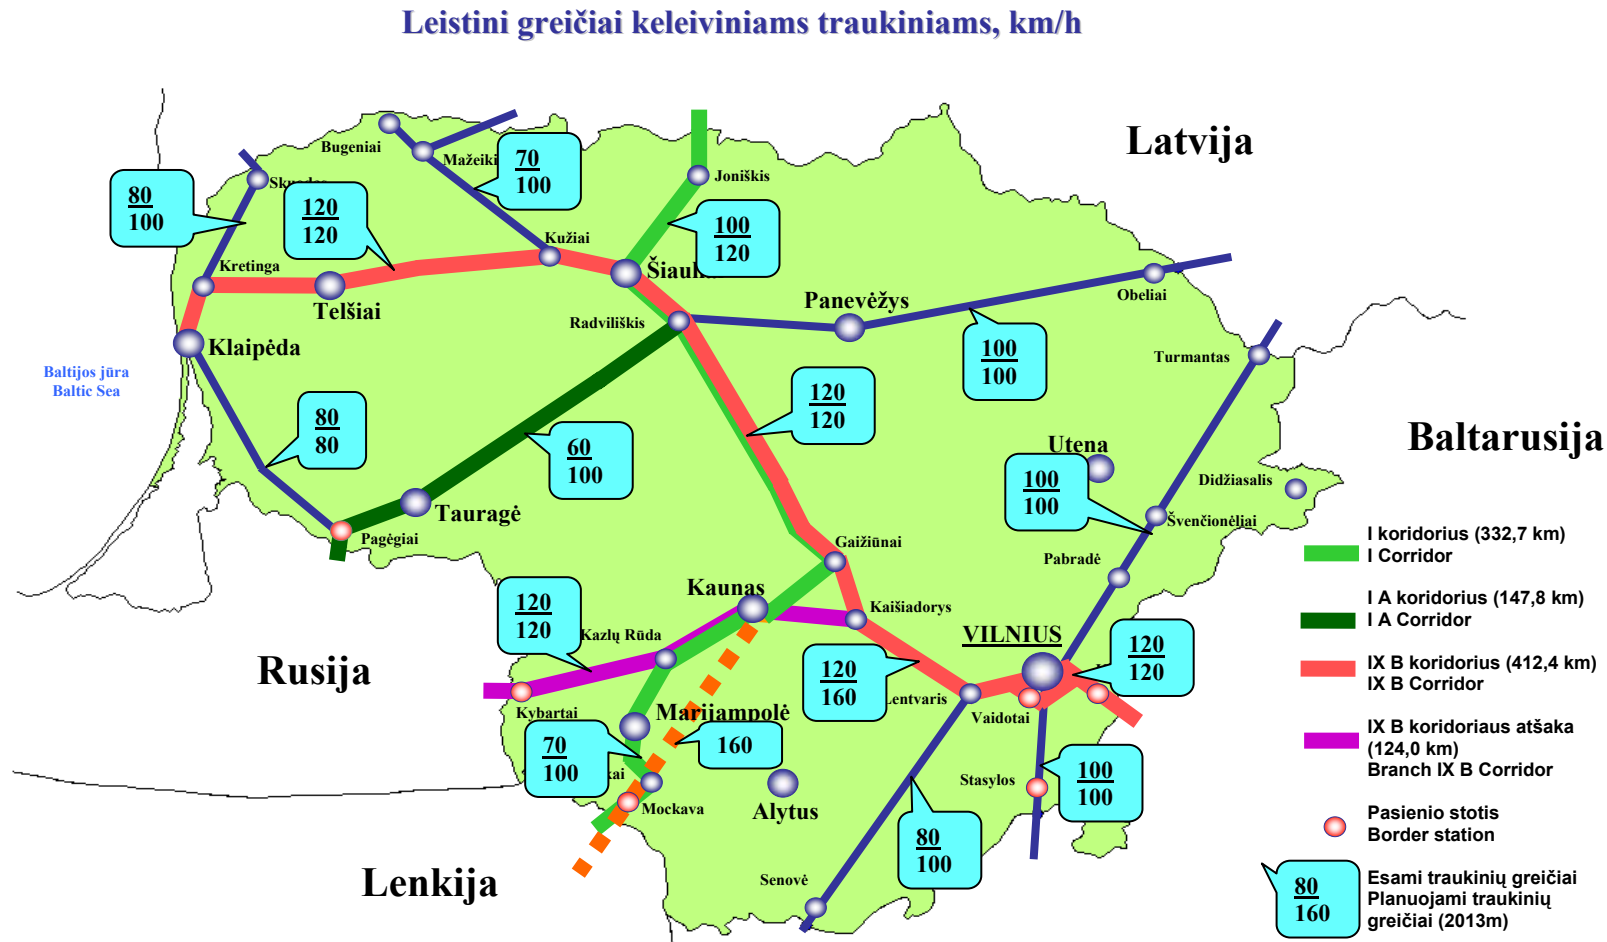 Leistini greičiai keleiviniams traukiniams, km/h
Latvija
Bugeniai
70
100
Joniškis
80
100
120
120
100
120
Kužiai
Kretinga
Telšiai
Panevėžys
Obeliai
Radviliškis
Klaipėda
100
100
Turmantas
Baltijos jūra
Baltic Sea
120
120
80
80
60
100
Utena
Baltarusija
100
100
Didžiasalis
Švenčionėliai
Tauragė
Pagėgiai
Gaižiūnai
Pabradė
I koridorius (332,7 km)
I Corridor
Kaunas
120
120
Kaišiadorys
Kazlų Rūda
I A koridorius (147,8 km)
I A Corridor
VILNIUS
120
120
Rusija
120
160
Vaidotai
IX B koridorius (412,4 km)
IX B Corridor
Kybartai
Marijampolė
160
70
100
IX B koridoriaus atšaka
(124,0 km)
Branch IX B Corridor
Stasylos
100
100
Mockava
Alytus
Pasienio stotis
Border station
80
100
Lenkija
Senovė
80
160
Esami traukinių greičiai
Planuojami traukinių
greičiai (2013m)